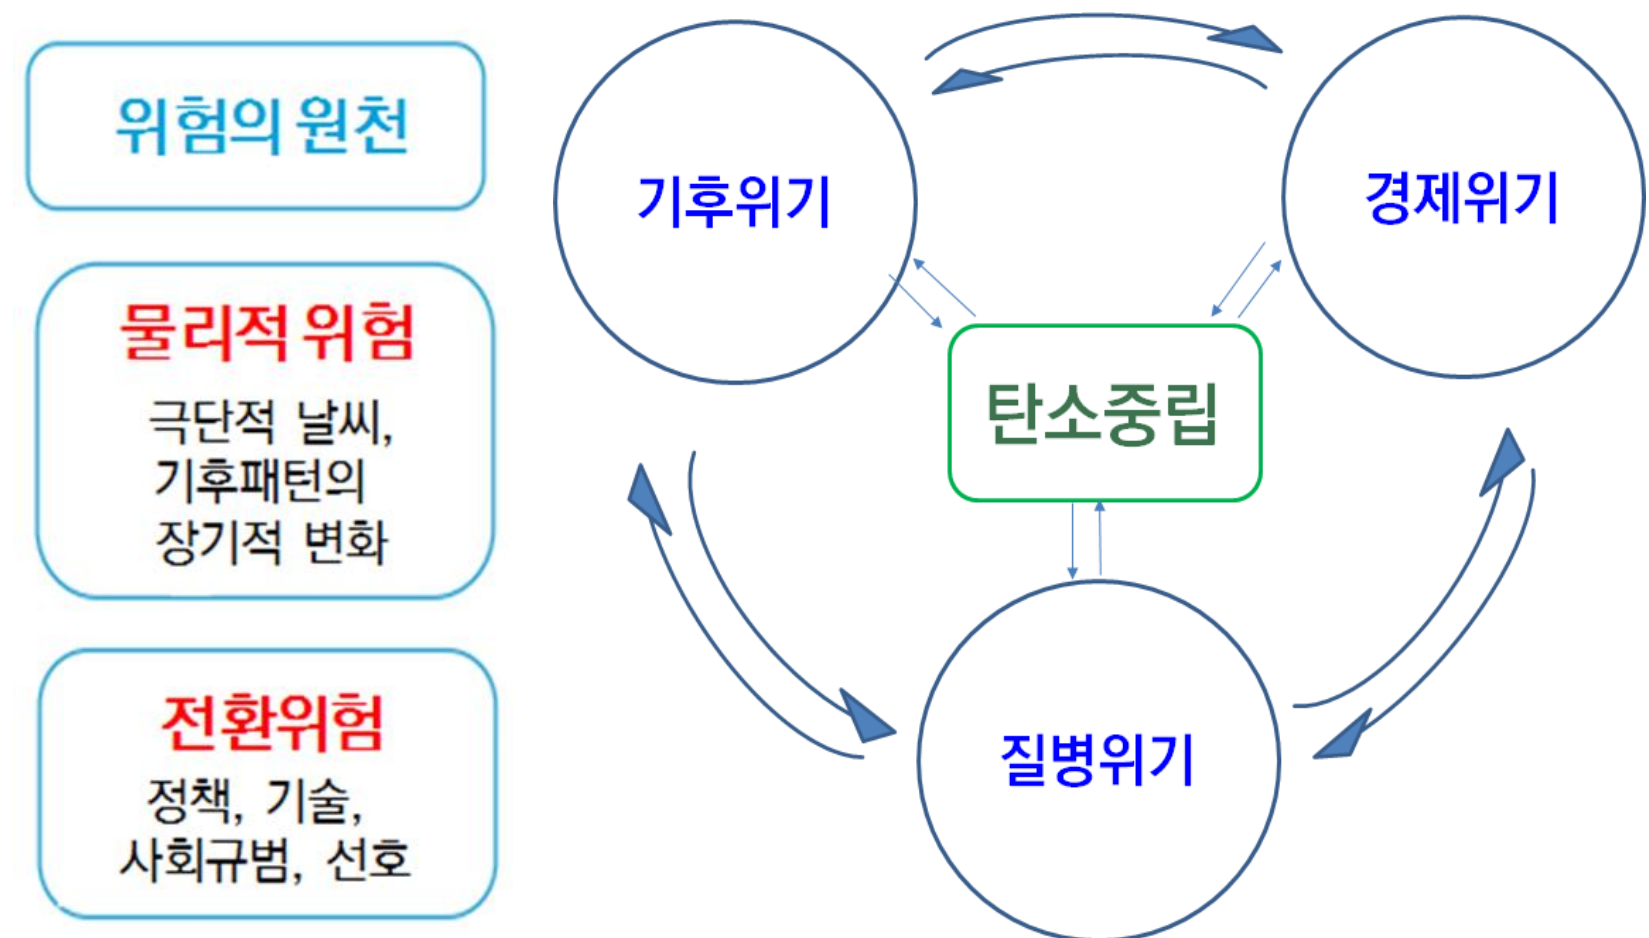 위험의 원천
물리적 위험
극단적 날씨,
기후패턴의
장기적 변화
전환위험
정책, 기술,
사회규범, 선호
기후위기
경제위기
탄소중립
질병위기